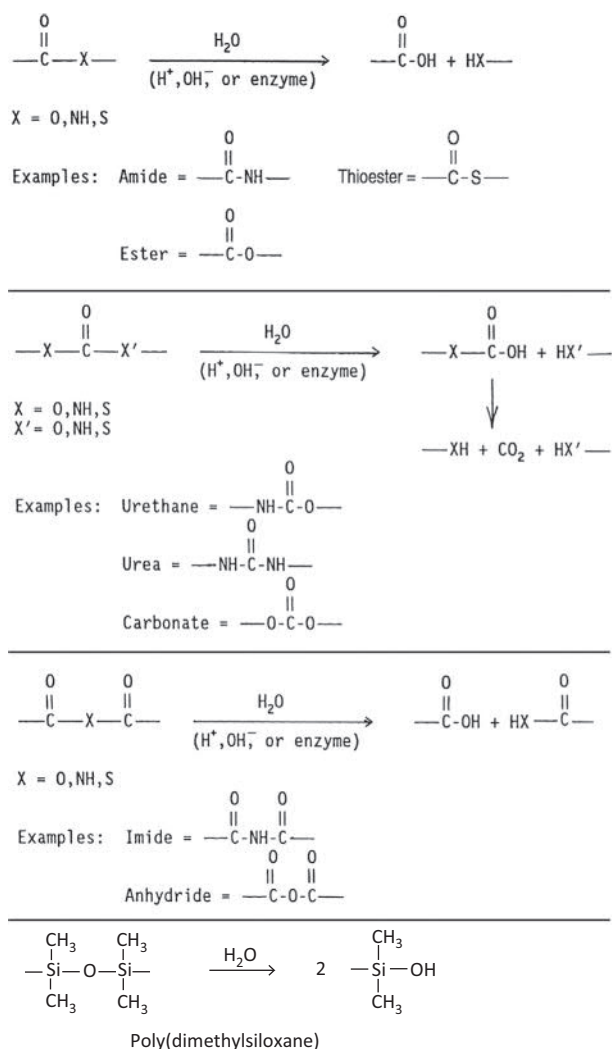 O O
|| H₂O ||
—C—X— ⟶ —C-OH + HX—
(H⁺,OH⁻, or enzyme)
X = O,NH,S
O O
|| ||
Examples: Amide = —C-NH— Thioester = —C-S—
O
||
Ester = —C-O—
O O
|| H₂O ||
—X—C—X′— ⟶ —X—C-OH + HX′—
(H⁺,OH⁻, or enzyme)
X = O,NH,S
X′= O,NH,S
—XH + CO₂ + HX′—
O
||
Examples: Urethane = —NH-C-O—
O
||
Urea = —NH-C-NH—
O
||
Carbonate = —O-C-O—
O O O O
|| || H₂O || ||
—C—X—C— ⟶ —C-OH + HX—C—
(H⁺,OH⁻, or enzyme)
X = O,NH,S
O O
|| ||
Examples: Imide = —C-NH-C—
O O
|| ||
Anhydride = —C-O-C—
CH₃ CH₃ CH₃
—Si—O—Si— H₂O ⟶ 2 —Si—OH
CH₃ CH₃ CH₃
Poly(dimethylsiloxane)